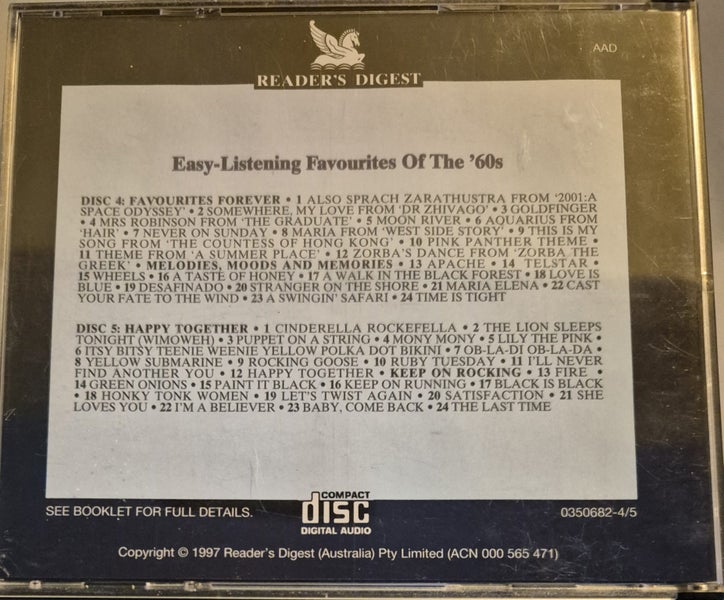 AAD
READER'S DIGEST
Easy-Listening Favourites Of The '60s
DISC 4: FAVOURITES FOREVER • 1 ALSO SPRACH ZARATHUSTRA FROM '2001:A
SPACE ODYSSEY' • 2 SOMEWHERE, MY LOVE FROM 'DR ZHIVAGO' • 3 GOLDFINGER
• 4 MRS ROBINSON FROM 'THE GRADUATE' • 5 MOON RIVER • 6 AQUARIUS FROM
'HAIR' • 7 NEVER ON SUNDAY • 8 MARIA FROM 'WEST SIDE STORY' • 9 THIS IS MY
SONG FROM 'THE COUNTESS OF HONG KONG' • 10 PINK PANTHER THEME •
11 THEME FROM 'A SUMMER PLACE' • 12 ZORBA'S DANCE FROM 'ZORBA THE
GREEK' • MELODIES, MOODS AND MEMORIES • 13 APACHE • 14 TELSTAR •
15 WHEELS • 16 A TASTE OF HONEY • 17 A WALK IN THE BLACK FOREST • 18 LOVE IS
BLUE • 19 DESAFINADO • 20 STRANGER ON THE SHORE • 21 MARIA ELENA • 22 CAST
YOUR FATE TO THE WIND • 23 A SWINGIN' SAFARI • 24 TIME IS TIGHT
DISC 5: HAPPY TOGETHER • 1 CINDERELLA ROCKEFELLA • 2 THE LION SLEEPS
TONIGHT (WIMOWEH) • 3 PUPPET ON A STRING • 4 MONY MONY • 5 LILY THE PINK •
6 ITSY BITSY TEENIE WEENIE YELLOW POLKA DOT BIKINI • 7 OB-LA-DI OB-LA-DA •
8 YELLOW SUBMARINE • 9 ROCKING GOOSE • 10 RUBY TUESDAY • 11 I'LL NEVER
FIND ANOTHER YOU • 12 HAPPY TOGETHER • KEEP ON ROCKING • 13 FIRE •
14 GREEN ONIONS • 15 PAINT IT BLACK • 16 KEEP ON RUNNING • 17 BLACK IS BLACK
• 18 HONKY TONK WOMEN • 19 LET'S TWIST AGAIN • 20 SATISFACTION • 21 SHE
LOVES YOU • 22 I'M A BELIEVER • 23 BABY, COME BACK • 24 THE LAST TIME
SEE BOOKLET FOR FULL DETAILS.
COMPACT
disc
DIGITAL AUDIO
0350682-4/5
Copyright © 1997 Reader's Digest (Australia) Pty Limited (ACN 000 565 471)